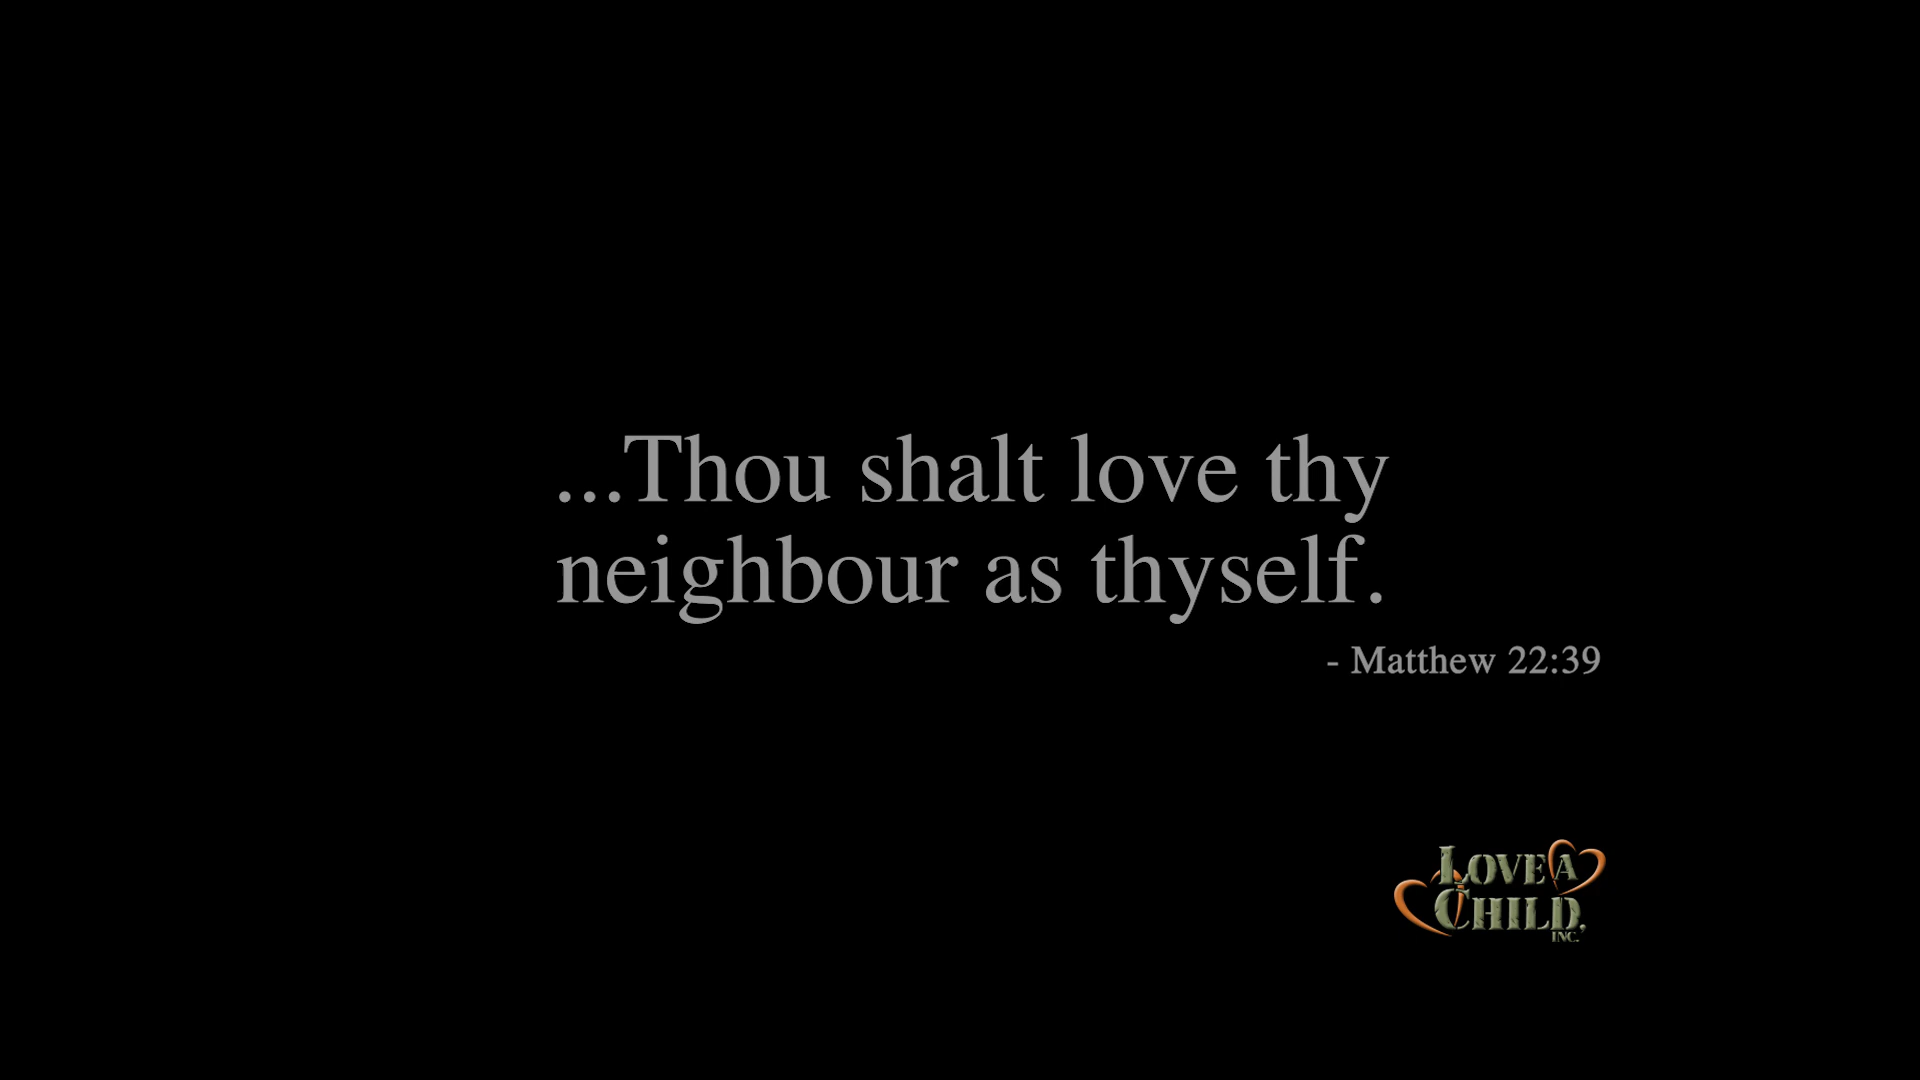 ...Thou shalt love thy
neighbour as thyself.
- Matthew 22:39
LOVE A
CHILD,
INC.